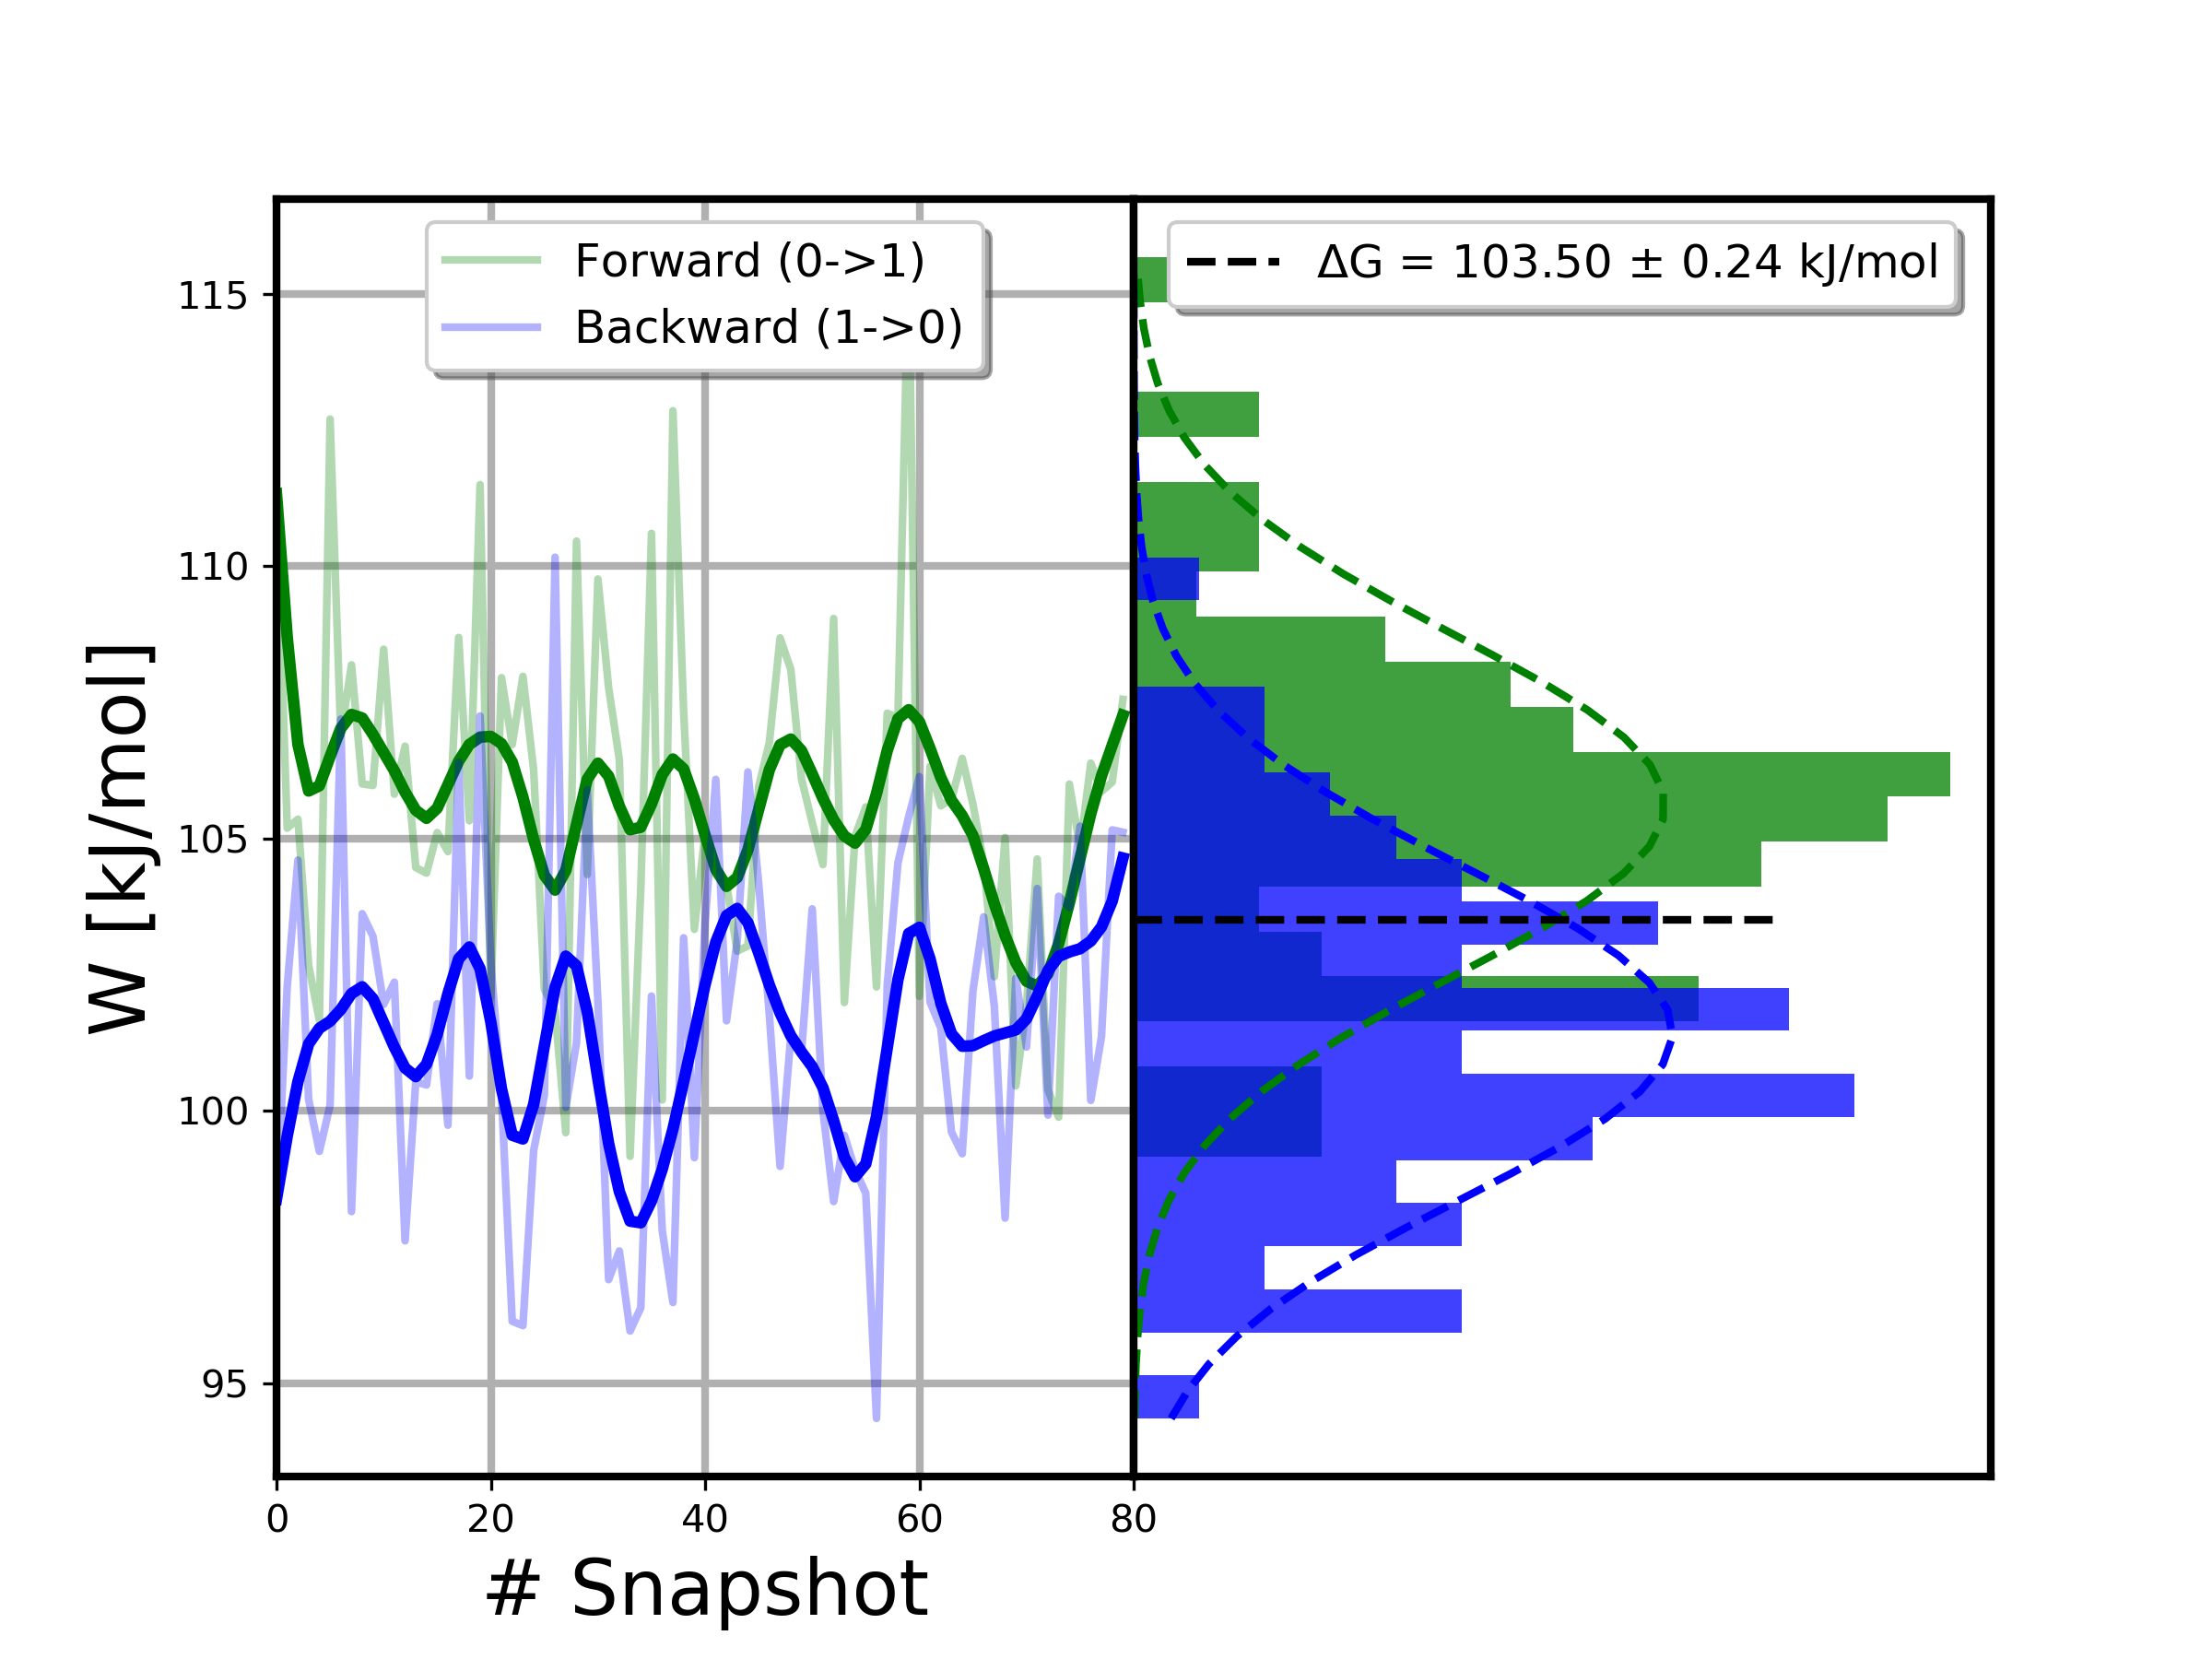 Forward (0->1)
Backward (1->0)
ΔG = 103.50 ± 0.24 kJ/mol
W [kJ/mol]
115
110
105
100
95
0 20 40 60 80
# Snapshot